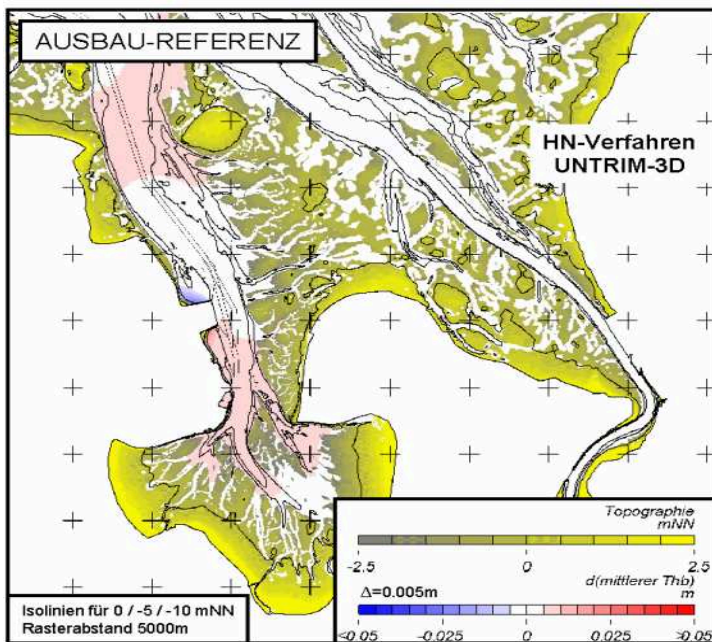 AUSBAU-REFERENZ
HN-Verfahren
UNTRIM-3D
Topographie
mNN
-2.5 0 2.5
Δ=0.005m
d(mittlerer Thb)
m
<-0.05 -0.025 0 0.025 >0.05
Isolinien für 0 / -5 / -10 mNN
Rasterabstand 5000m